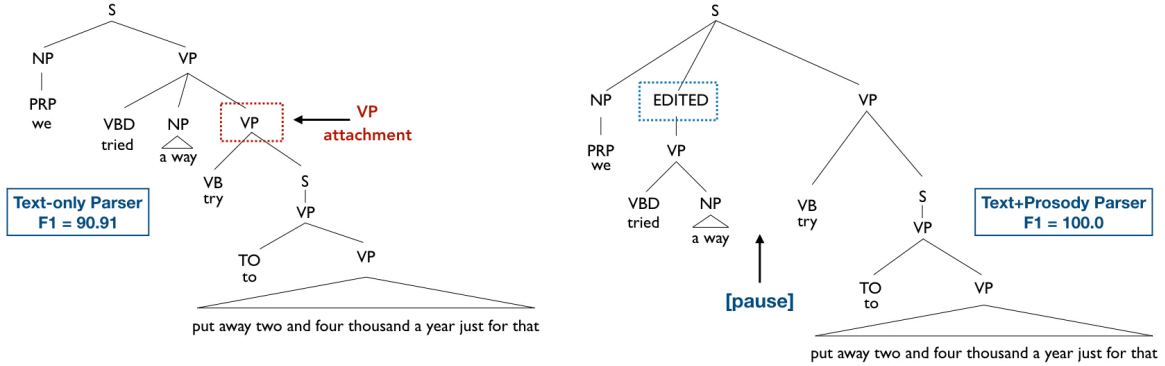 S
NP VP
PRP
we
VBD
tried
NP
a way
VP
VP
attachment
VB
try
S
VP
Text-only Parser
F1 = 90.91
TO
to
VP
put away two and four thousand a year just for that
S
NP
EDITED
VP
PRP
we
VP
VBD
tried
NP
a way
VB
try
S
VP
Text+Prosody Parser
F1 = 100.0
[pause]
TO
to
VP
put away two and four thousand a year just for that